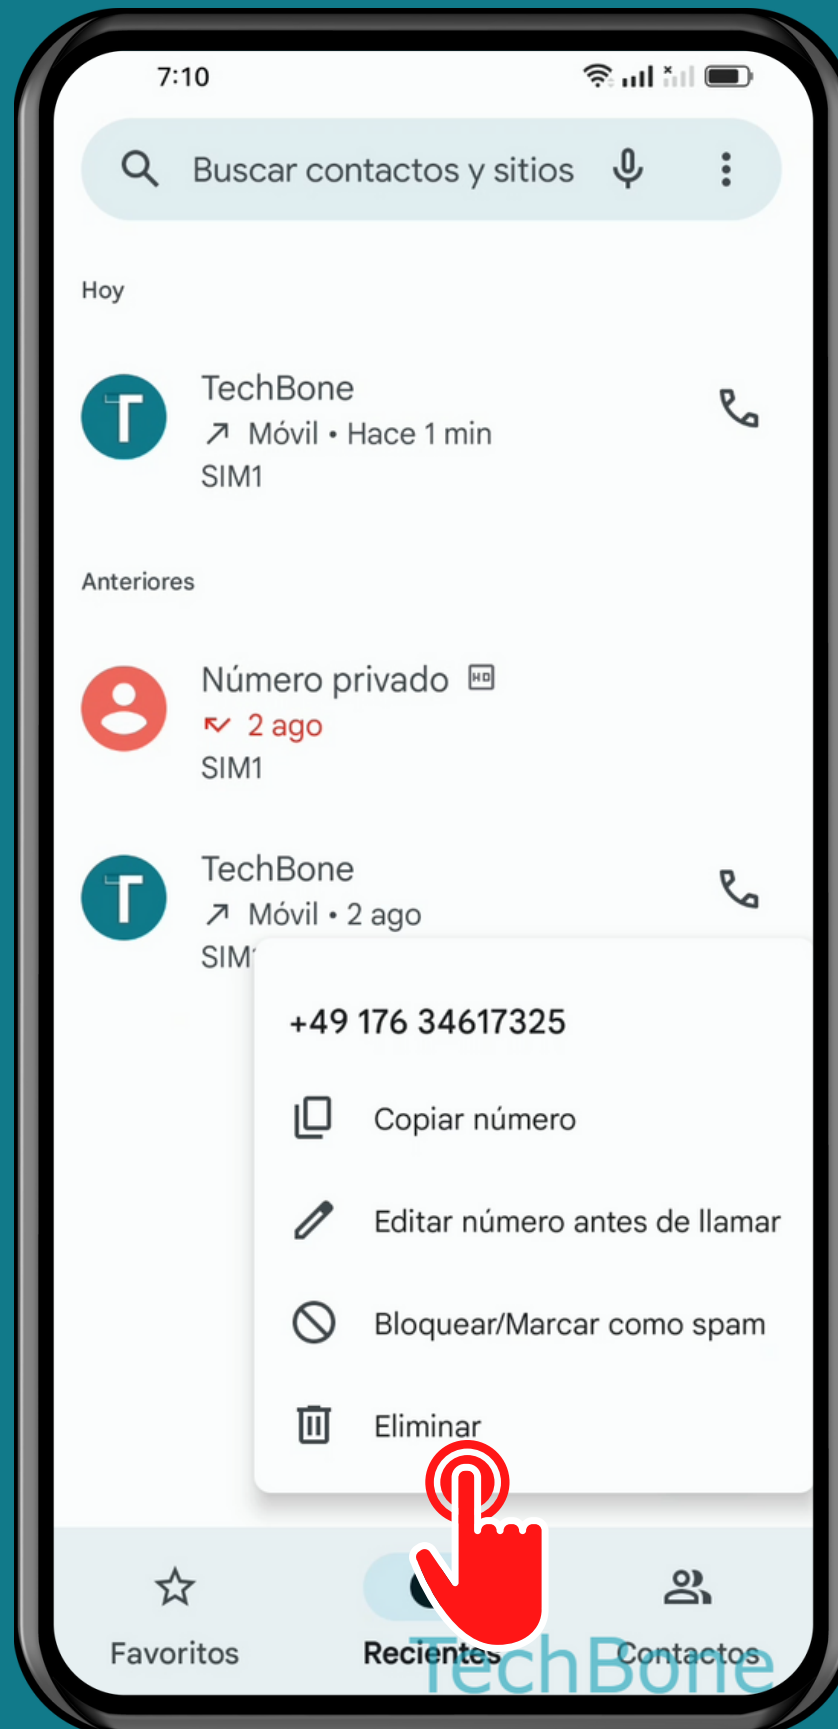 7:10
Buscar contactos y sitios
Hoy
TechBone
Móvil • Hace 1 min
SIM1
Anteriores
Número privado HD
2 ago
SIM1
TechBone
Móvil • 2 ago
SIM1
+49 176 34617325
Copiar número
Editar número antes de llamar
Bloquear/Marcar como spam
Eliminar
Favoritos
Recientes
Contactos
TechBone